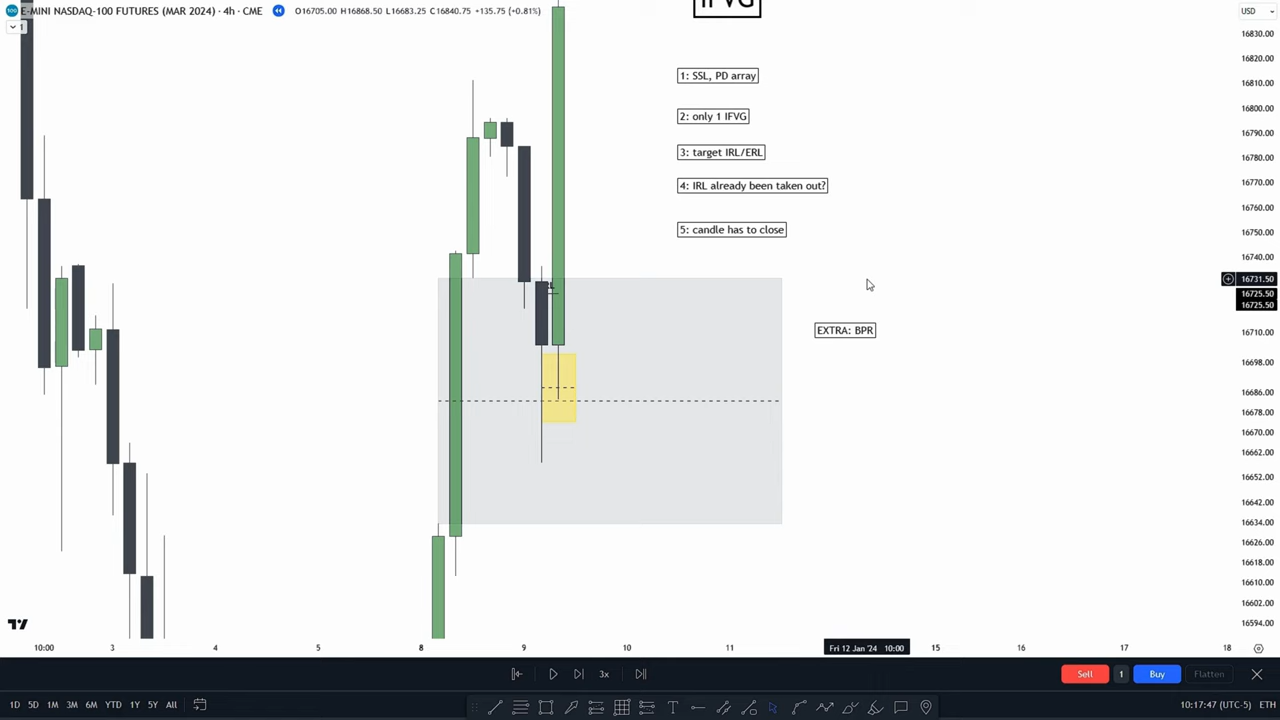 E-MINI NASDAQ-100 FUTURES (MAR 2024) · 4h · CME O16705.00 H16868.50 L16683.25 C16840.75 +135.75 (+0.81%)
1
IFVG
USD
1: SSL, PD array
2: only 1 IFVG
3: target IRL/ERL
4: IRL already been taken out?
5: candle has to close
EXTRA: BPR
16830.00
16820.00
16810.00
16800.00
16790.00
16780.00
16770.00
16760.00
16750.00
16740.00
16731.50
16725.50
16725.50
16710.00
16698.00
16686.00
16678.00
16670.00
16662.00
16650.00
16642.00
16634.00
16626.00
16618.00
16610.00
16602.00
16594.00
10:00 3 4 5 8 9 10 11 Fri 12 Jan '24 10:00 15 16 17 18
3x
Sell 1 Buy Flatten
1D 5D 1M 3M 6M YTD 1Y 5Y All
10:17:47 (UTC-5) ETH